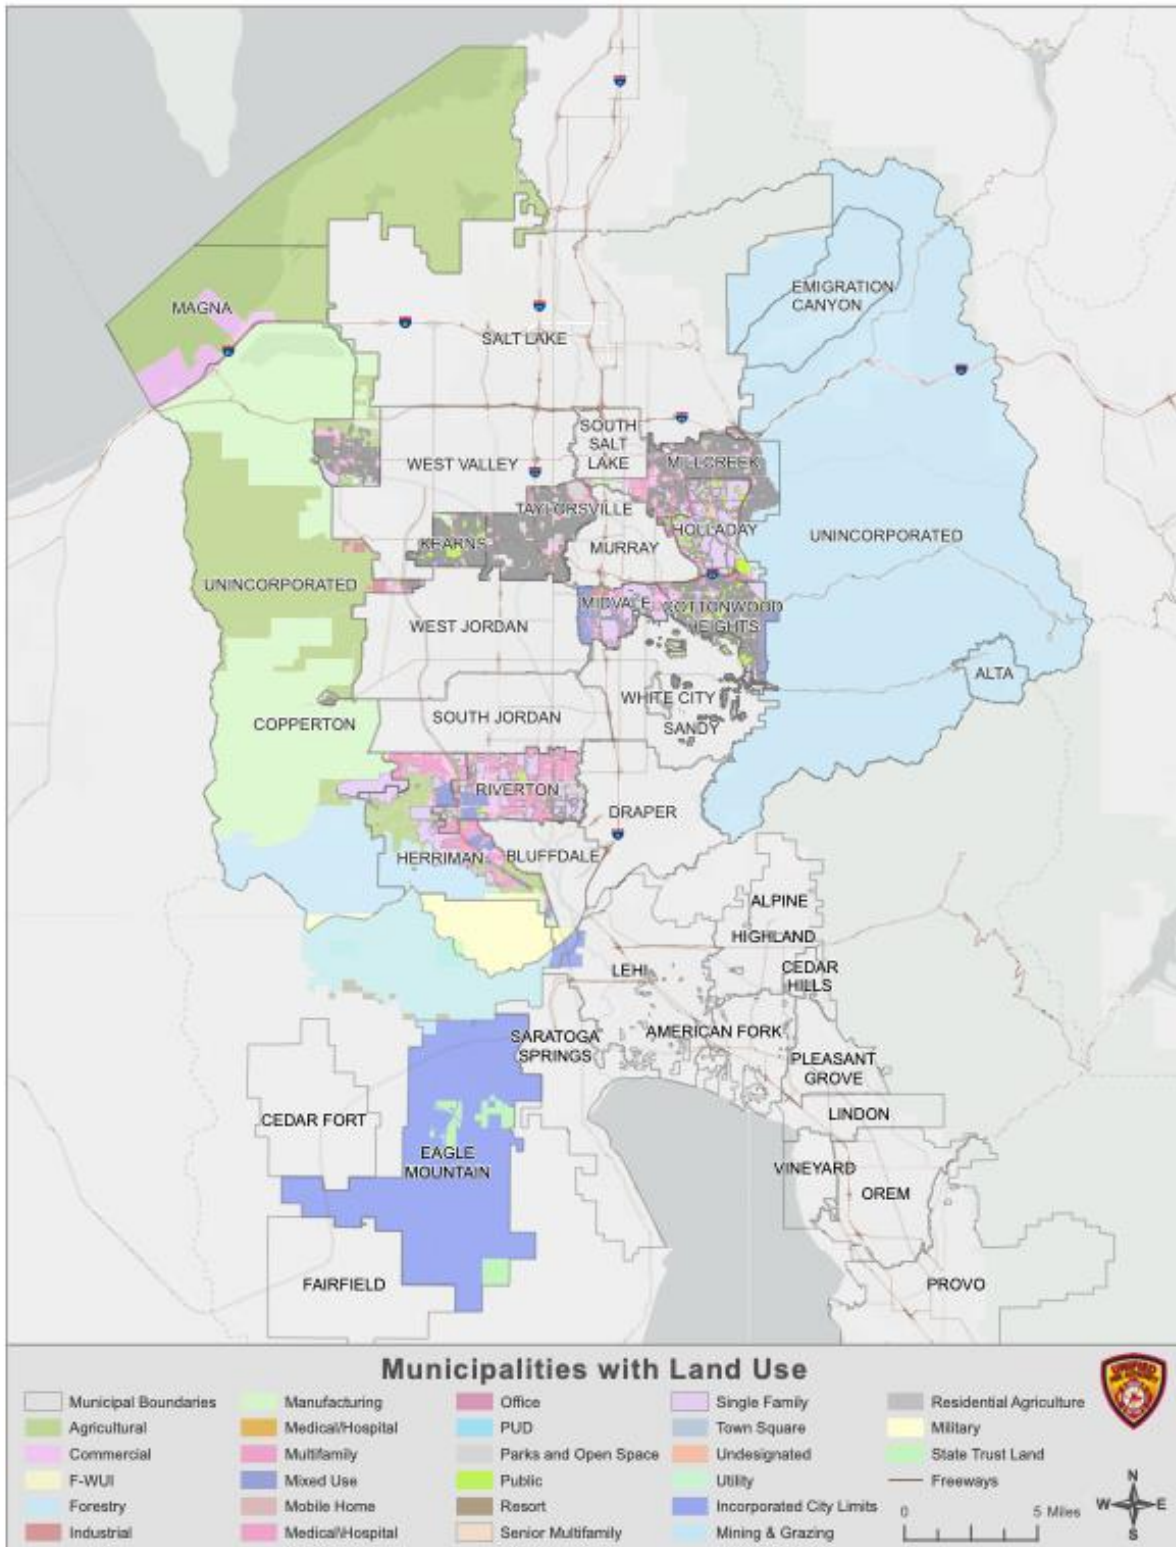 MAGNA
EMIGRATION
CANYON
SALT LAKE
SOUTH
SALT
LAKE
WEST VALLEY
MILLCREEK
TAYLORSVILLE
HOLLADAY
KEARNS
MURRAY
UNINCORPORATED
UNINCORPORATED
MIDVALE
COTTONWOOD
HEIGHTS
WEST JORDAN
ALTA
WHITE CITY
COPPERTON
SOUTH JORDAN
SANDY
RIVERTON
DRAPER
HERRIMAN
BLUFFDALE
ALPINE
HIGHLAND
LEHI
CEDAR
HILLS
SARATOGA
SPRINGS
AMERICAN FORK
PLEASANT
GROVE
CEDAR FORT
LINDON
EAGLE
MOUNTAIN
VINEYARD
OREM
FAIRFIELD
PROVO
Municipalities with Land Use
Municipal Boundaries
Agricultural
Commercial
F-WUI
Forestry
Industrial
Manufacturing
Medical/Hospital
Multifamily
Mixed Use
Mobile Home
Medical\Hospital
Office
PUD
Parks and Open Space
Public
Resort
Senior Multifamily
Single Family
Town Square
Undesignated
Utility
Incorporated City Limits
Mining & Grazing
Residential Agriculture
Military
State Trust Land
Freeways
0 5 Miles
N
W E
S
UNIFIED